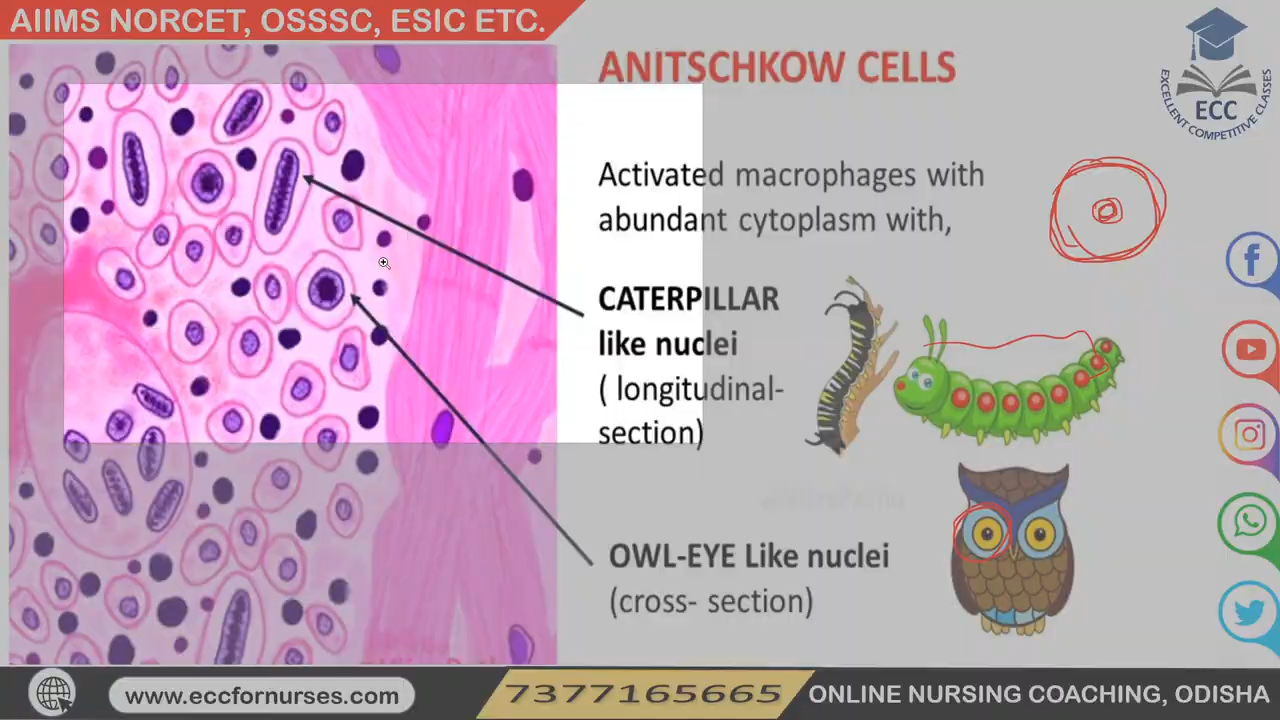 AIIMS NORCET, OSSSC, ESIC ETC.
ANITSCHKOW CELLS
EXCELLENT COMPETITIVE CLASSES
ECC
Activated macrophages with
abundant cytoplasm with,
CATERPILLAR
like nuclei
( longitudinal-
section)
OWL-EYE Like nuclei
(cross- section)
www.eccfornurses.com
7377165665
ONLINE NURSING COACHING, ODISHA